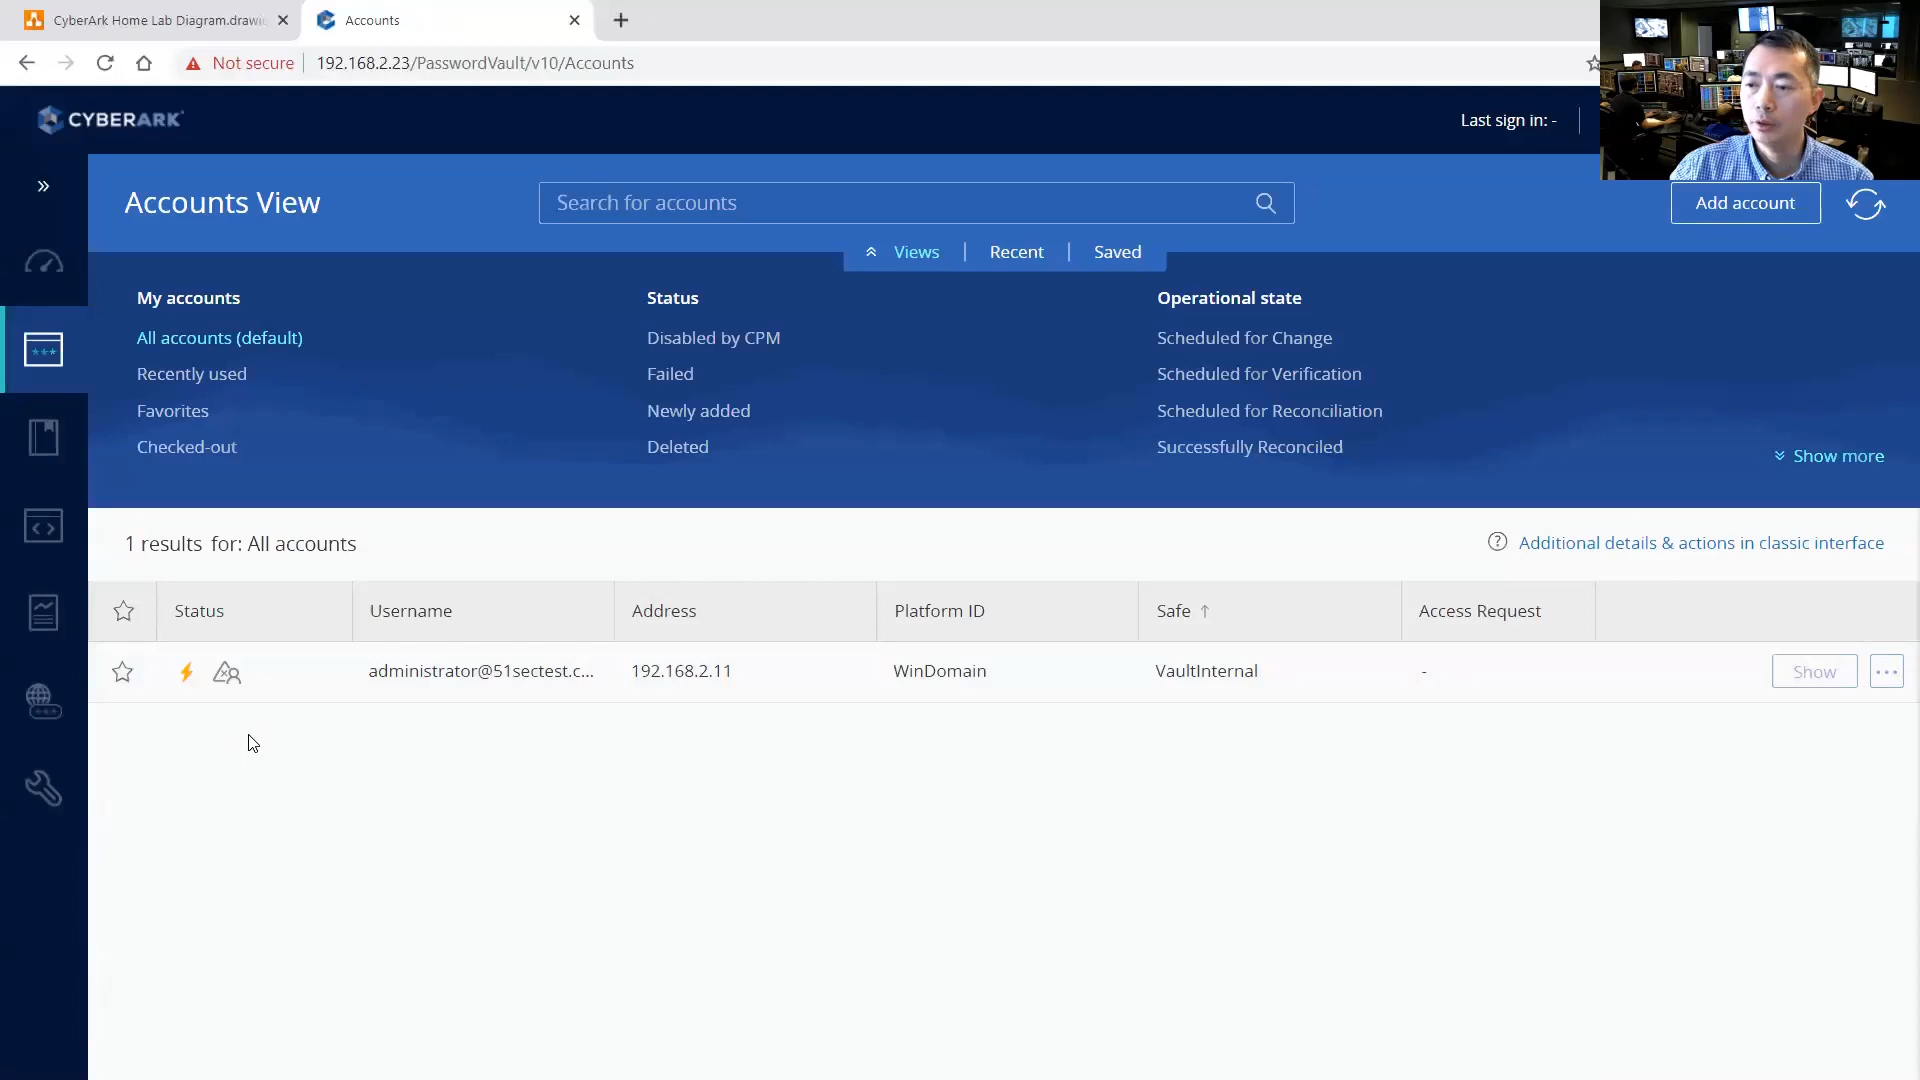 CyberArk Home Lab Diagram.drawi
Accounts
Not secure
192.168.2.23/PasswordVault/v10/Accounts
CYBERARK
Last sign in: -
Accounts View
Search for accounts
Add account
Views
Recent
Saved
My accounts
Status
Operational state
All accounts (default)
Disabled by CPM
Scheduled for Change
Recently used
Failed
Scheduled for Verification
Favorites
Newly added
Scheduled for Reconciliation
Checked-out
Deleted
Successfully Reconciled
Show more
1 results for: All accounts
Additional details & actions in classic interface
Status
Username
Address
Platform ID
Safe
Access Request
administrator@51sectest.c...
192.168.2.11
WinDomain
VaultInternal
-
Show